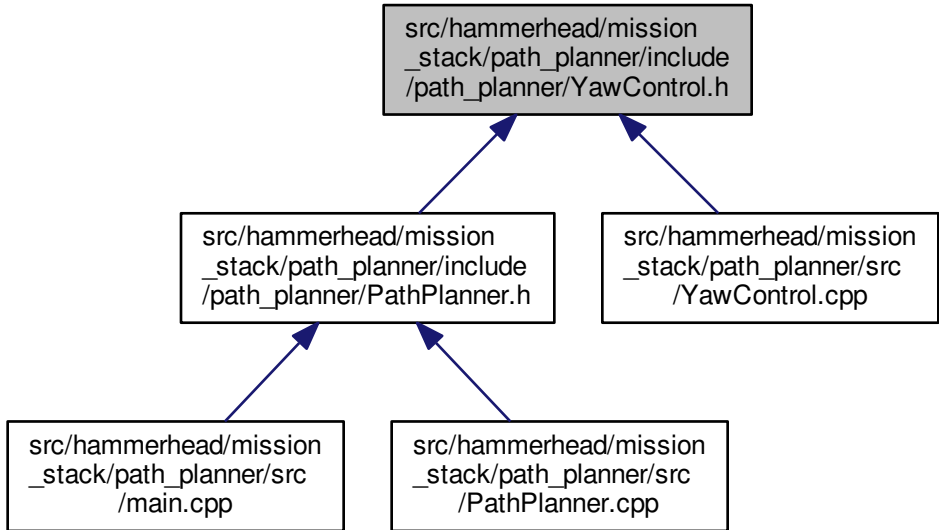 src/hammerhead/mission
_stack/path_planner/include
/path_planner/YawControl.h
src/hammerhead/mission
_stack/path_planner/include
/path_planner/PathPlanner.h
src/hammerhead/mission
_stack/path_planner/src
/YawControl.cpp
src/hammerhead/mission
_stack/path_planner/src
/main.cpp
src/hammerhead/mission
_stack/path_planner/src
/PathPlanner.cpp